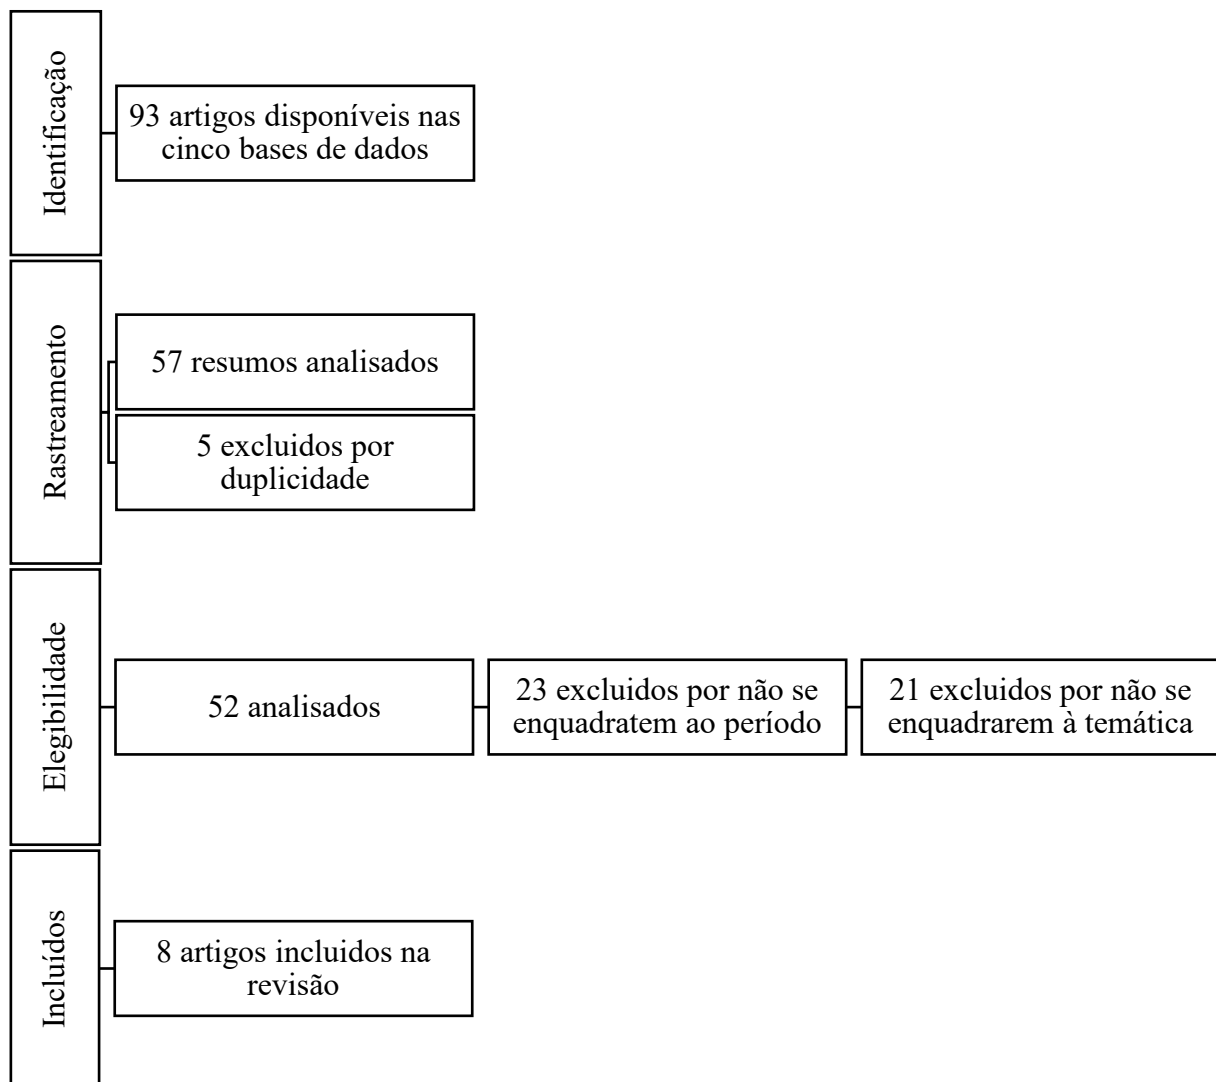 Identificação
93 artigos disponíveis nas
cinco bases de dados
Rastreamento
57 resumos analisados
5 excluidos por
duplicidade
Elegibilidade
52 analisados
23 excluidos por não se
enquadratem ao período
21 excluidos por não se
enquadrarem à temática
Incluídos
8 artigos incluidos na
revisão